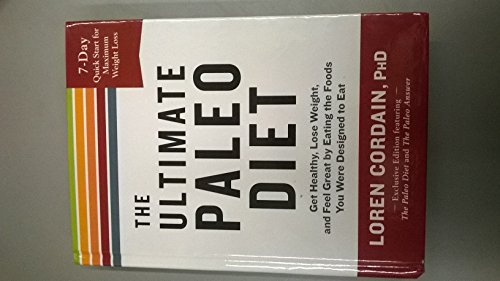 7-Day
Quick Start for
Maximum
Weight Loss
THE
ULTIMATE
PALEO
DIET
Get Healthy, Lose Weight,
and Feel Great by Eating the Foods
You Were Designed to Eat
LOREN CORDAIN, PHD
— Exclusive Edition featuring —
The Paleo Diet and The Paleo Answer